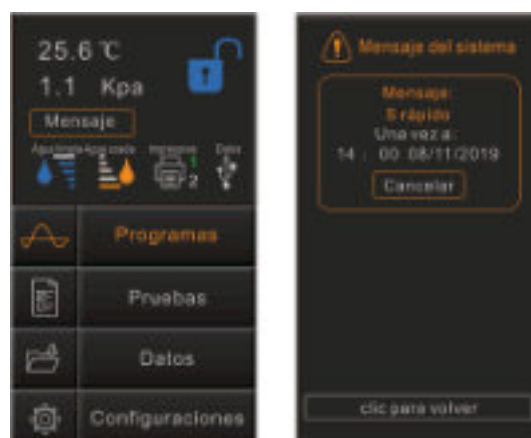 25.6 ℃
1.1 Kpa
Mensaje
Agua limpia Agua usada Impresora Datos
1
2
Programas
Pruebas
Datos
Configuraciones
Mensaje del sistema
Mensaje:
B rápido
Una vez a:
14 : 00 08/11/2019
Cancelar
clic para volver